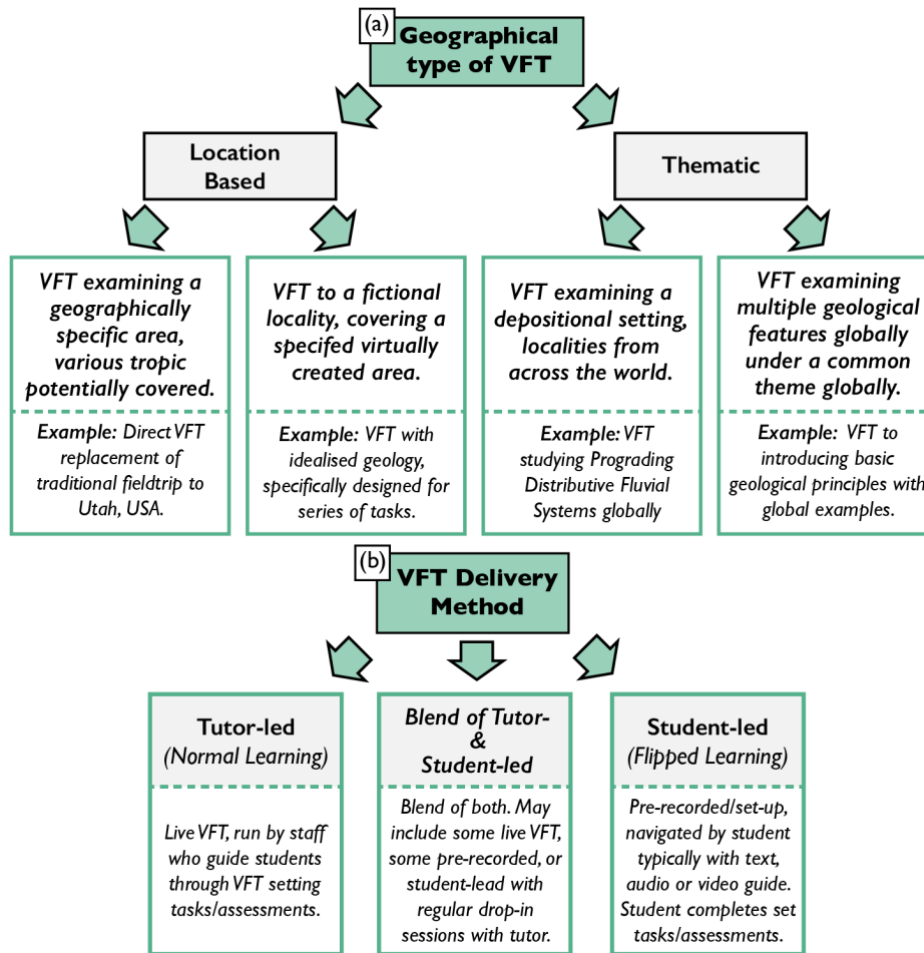 (a)
Geographical
type of VFT
Location
Based
Thematic
VFT examining a
geographically
specific area,
various tropic
potentially covered.
Example: Direct VFT
replacement of
traditional fieldtrip to
Utah, USA.
VFT to a fictional
locality, covering a
specifed virtually
created area.
Example: VFT with
idealised geology,
specifically designed for
series of tasks.
VFT examining a
depositional setting,
localities from
across the world.
Example: VFT
studying Prograding
Distributive Fluvial
Systems globally
VFT examining
multiple geological
features globally
under a common
theme globally.
Example: VFT to
introducing basic
geological principles with
global examples.
(b)
VFT Delivery
Method
Tutor-led
(Normal Learning)
Live VFT, run by staff
who guide students
through VFT setting
tasks/assessments.
Blend of Tutor-
&
Student-led
Blend of both. May
include some live VFT,
some pre-recorded, or
student-lead with
regular drop-in
sessions with tutor.
Student-led
(Flipped Learning)
Pre-recorded/set-up,
navigated by student
typically with text,
audio or video guide.
Student completes set
tasks/assessments.